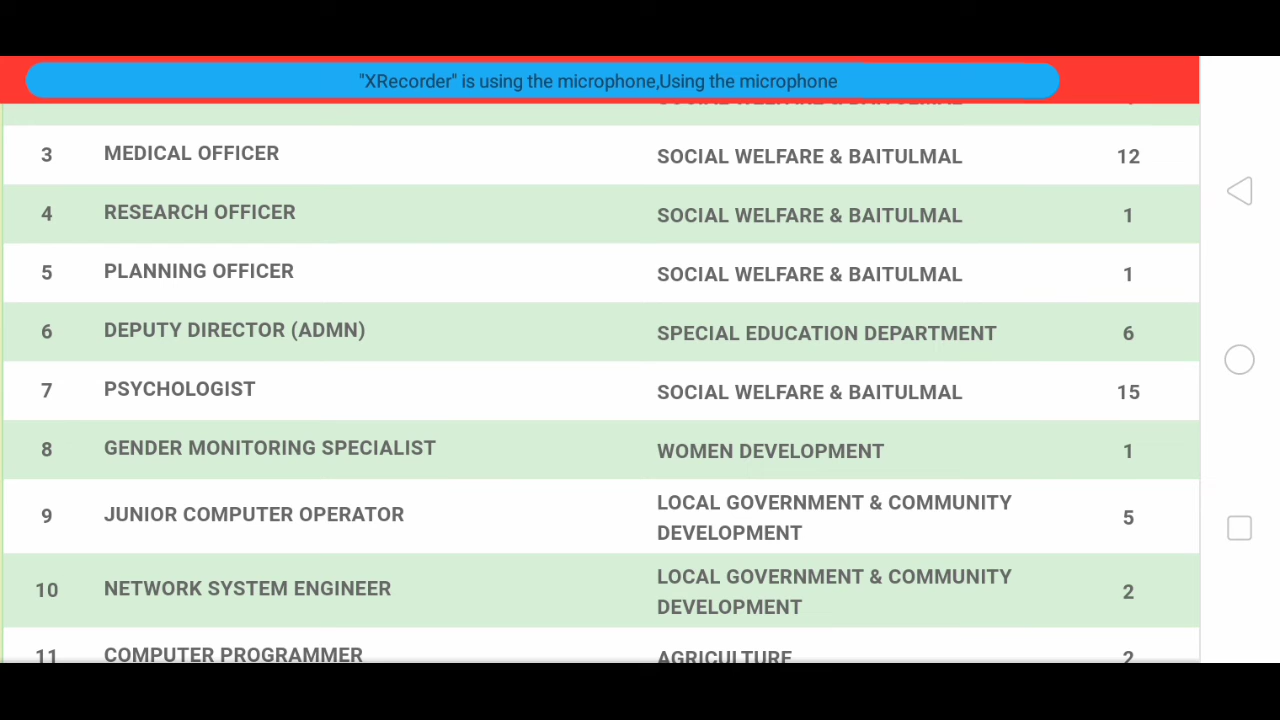 "XRecorder" is using the microphone,Using the microphone
3 MEDICAL OFFICER SOCIAL WELFARE & BAITULMAL 12
4 RESEARCH OFFICER SOCIAL WELFARE & BAITULMAL 1
5 PLANNING OFFICER SOCIAL WELFARE & BAITULMAL 1
6 DEPUTY DIRECTOR (ADMN) SPECIAL EDUCATION DEPARTMENT 6
7 PSYCHOLOGIST SOCIAL WELFARE & BAITULMAL 15
8 GENDER MONITORING SPECIALIST WOMEN DEVELOPMENT 1
9 JUNIOR COMPUTER OPERATOR LOCAL GOVERNMENT & COMMUNITY
DEVELOPMENT 5
10 NETWORK SYSTEM ENGINEER LOCAL GOVERNMENT & COMMUNITY
DEVELOPMENT 2
11 COMPUTER PROGRAMMER AGRICULTURE 2